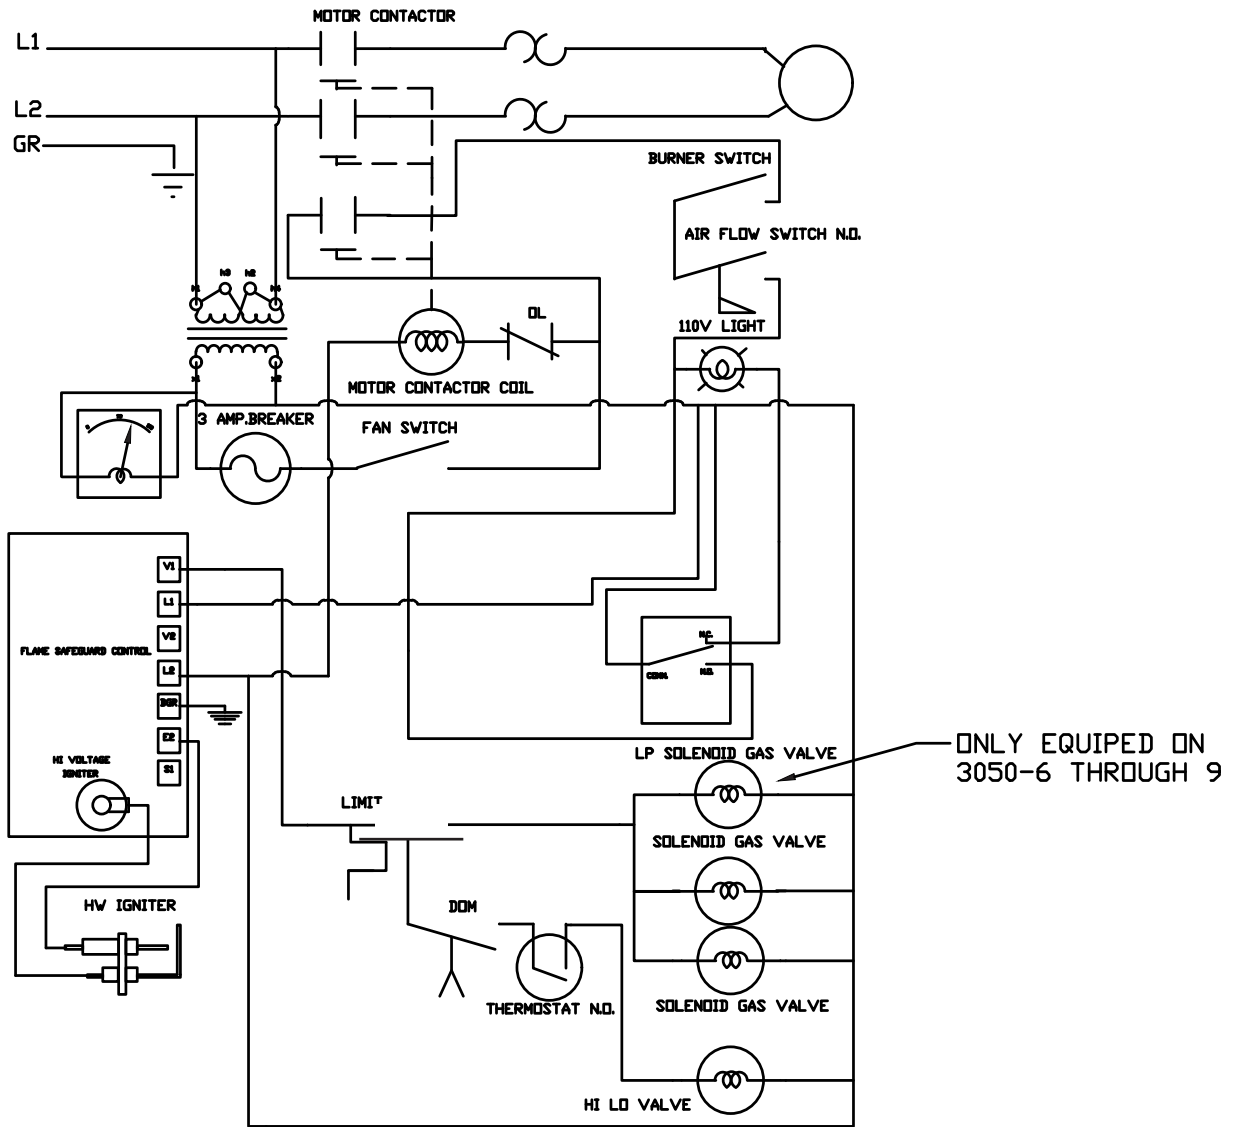 MOTOR CONTACTOR
L1
L2
GR
BURNER SWITCH
AIR FLOW SWITCH N.O.
110V LIGHT
OL
MOTOR CONTACTOR COIL
3 AMP.BREAKER
FAN SWITCH
V1
L1
V2
L2
BGR
E2
S1
FLAME SAFEGUARD CONTROL
HI VOLTAGE
IGNITER
N.C.
N.O.
COM.
LP SOLENOID GAS VALVE
ONLY EQUIPED ON
3050-6 THROUGH 9
LIMIT
SOLENOID GAS VALVE
HW IGNITER
DOM
THERMOSTAT N.O.
SOLENOID GAS VALVE
HI LO VALVE